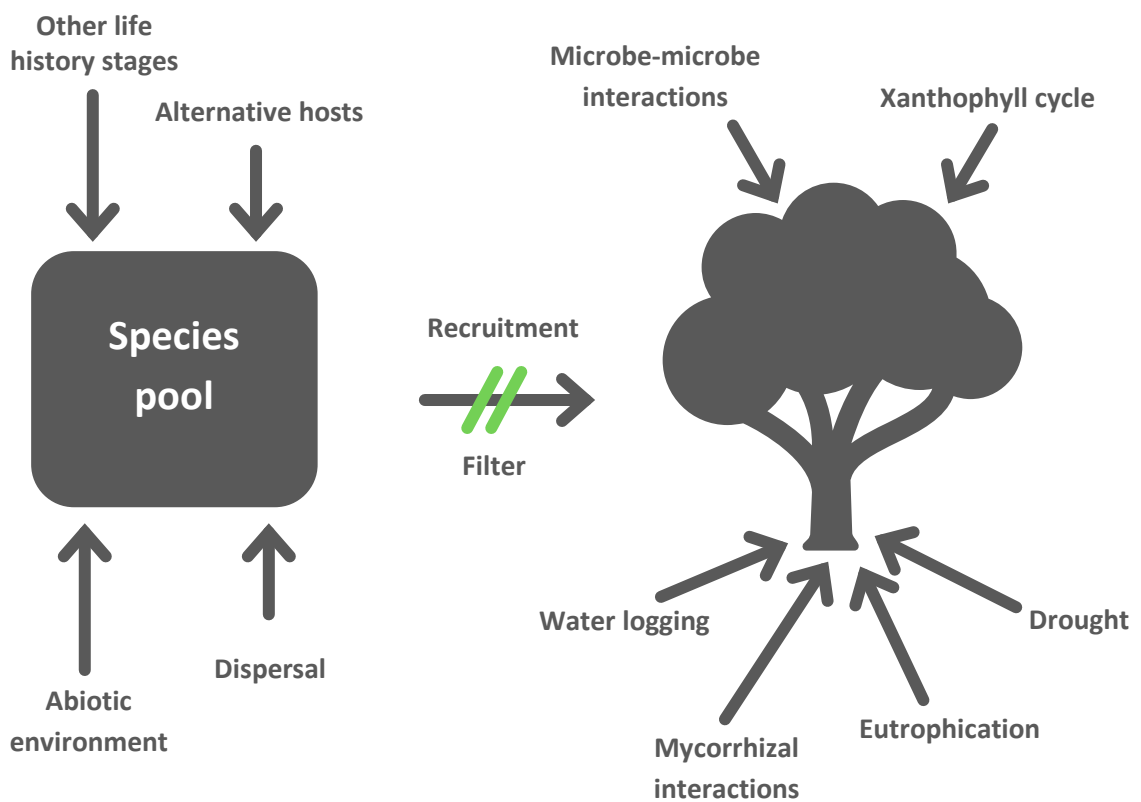 Other life
history stages
Alternative hosts
Species
pool
Abiotic
environment
Dispersal
Recruitment
Filter
Microbe-microbe
interactions
Xanthophyll cycle
Water logging
Mycorrhizal
interactions
Eutrophication
Drought